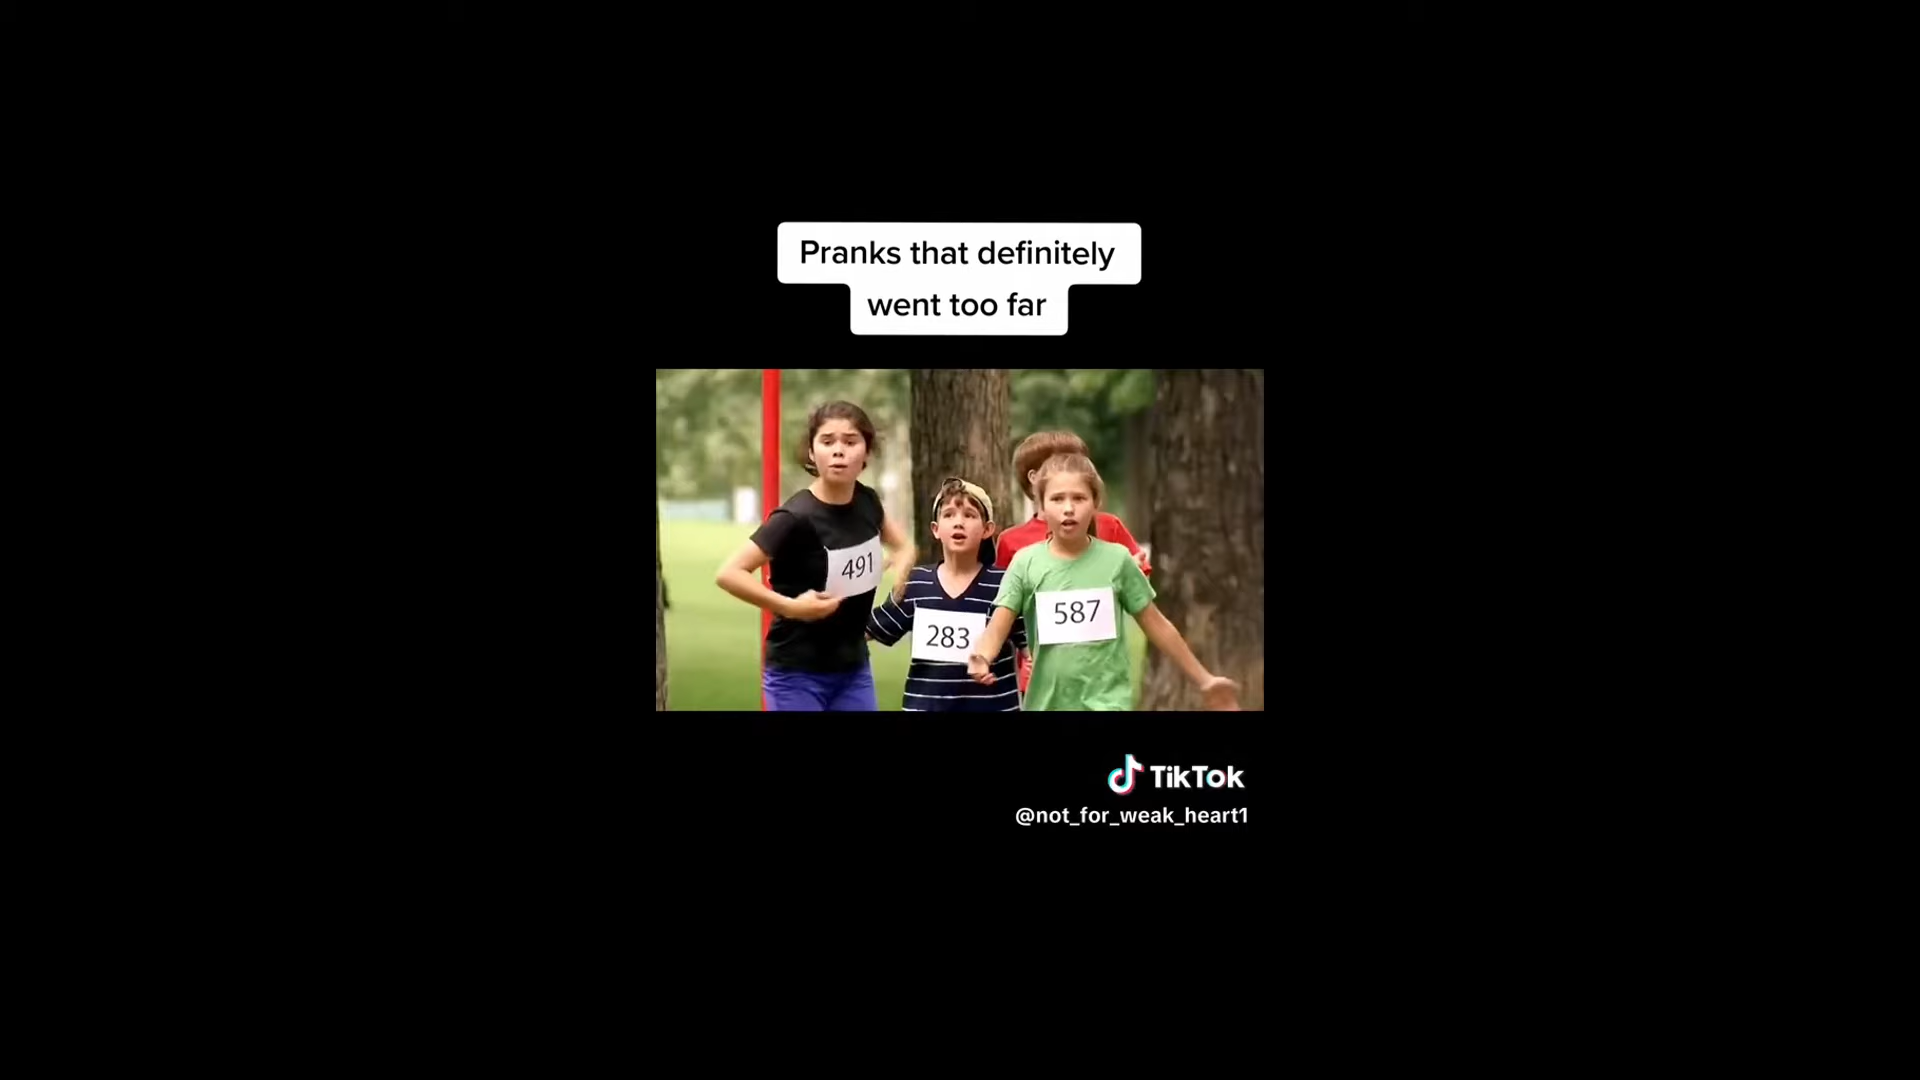 Pranks that definitely
went too far
491
283
587
TikTok
@not_for_weak_heart1